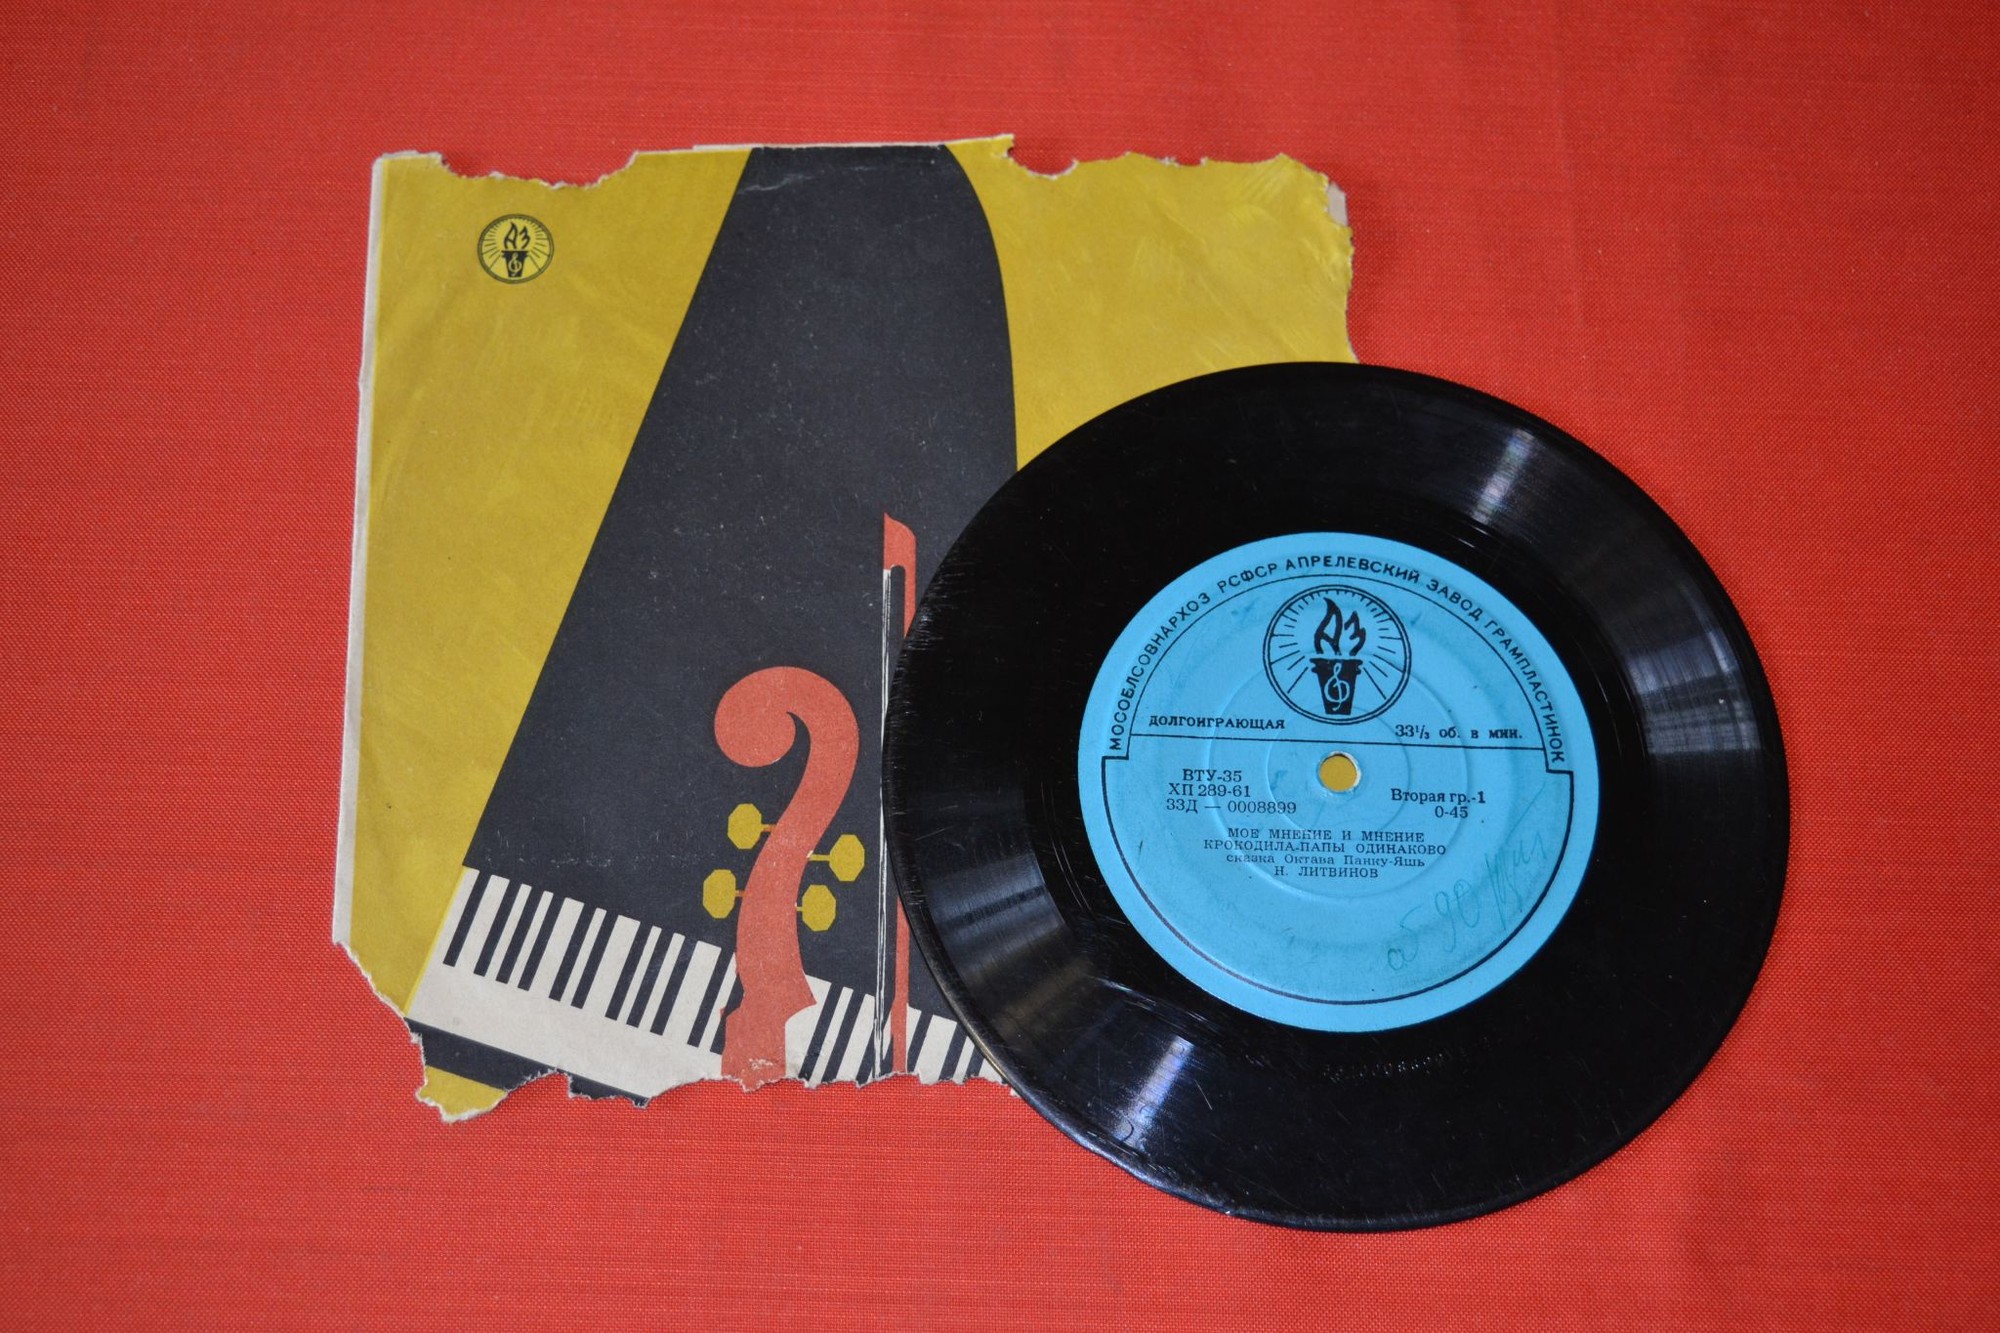 АЗ
МОСОБЛСОВНАРХОЗ РСФСР АПРЕЛЕВСКИЙ ЗАВОД ГРАМПЛАСТИНОК
АЗ
ДОЛГОИГРАЮЩАЯ 33⅓ об. в мин.
ВТУ-35
ХП 289-61 Вторая гр.-1
33Д — 0008899 0-45
МОЕ МНЕНИЕ И МНЕНИЕ
КРОКОДИЛА-ПАПЫ ОДИНАКОВО
сказка Октава Панку-Яшь
Н. ЛИТВИНОВ